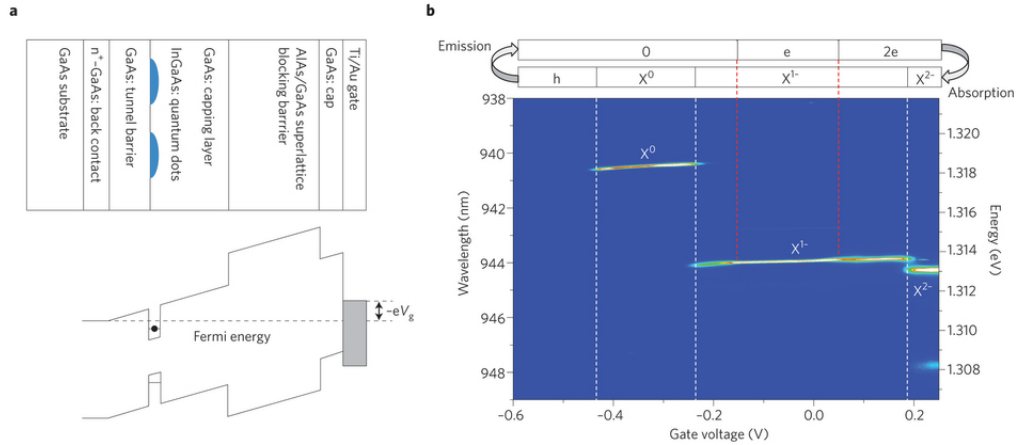 a
GaAs substrate
n⁺–GaAs: back contact
GaAs: tunnel barrier
InGaAs: quantum dots
GaAs: capping layer
AlAs/GaAs superlattice
blocking barrrier
GaAs: cap
Ti/Au gate
–eVg
Fermi energy
b
Emission
0
e
2e
h
X⁰
X¹⁻
X²⁻
Absorption
938
940
942
944
946
948
Wavelength (nm)
X⁰
X¹⁻
X²⁻
1.320
1.318
1.316
1.314
1.312
1.310
1.308
Energy (eV)
–0.6
–0.4
–0.2
0.0
0.2
Gate voltage (V)